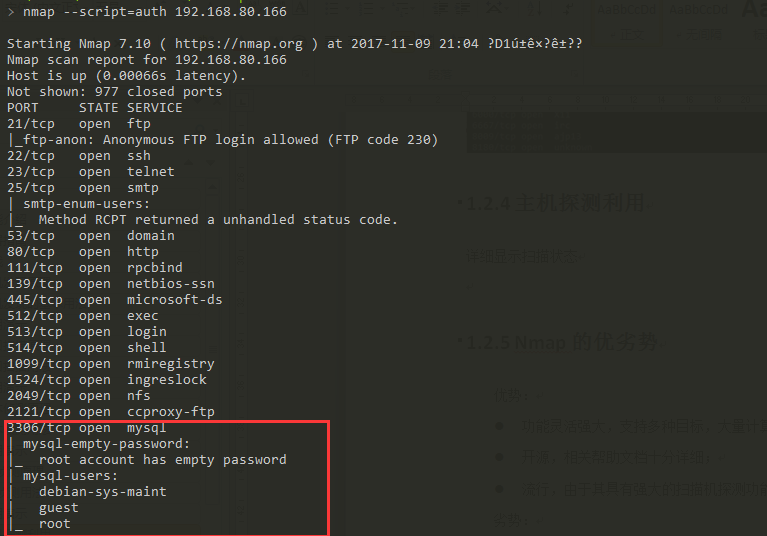 > nmap --script=auth 192.168.80.166
Starting Nmap 7.10 ( https://nmap.org ) at 2017-11-09 21:04 ?D1ú±ê×?ê±??
Nmap scan report for 192.168.80.166
Host is up (0.00066s latency).
Not shown: 977 closed ports
PORT     STATE SERVICE
21/tcp   open  ftp
|_ftp-anon: Anonymous FTP login allowed (FTP code 230)
22/tcp   open  ssh
23/tcp   open  telnet
25/tcp   open  smtp
| smtp-enum-users:
|_  Method RCPT returned a unhandled status code.
53/tcp   open  domain
80/tcp   open  http
111/tcp  open  rpcbind
139/tcp  open  netbios-ssn
445/tcp  open  microsoft-ds
512/tcp  open  exec
513/tcp  open  login
514/tcp  open  shell
1099/tcp open  rmiregistry
1524/tcp open  ingreslock
2049/tcp open  nfs
2121/tcp open  ccproxy-ftp
3306/tcp open  mysql
| mysql-empty-password:
|_  root account has empty password
| mysql-users:
|   debian-sys-maint
|   guest
|_  root
1.2.4 主机探测利用
详细显示扫描状态
1.2.5 Nmap 的优劣势